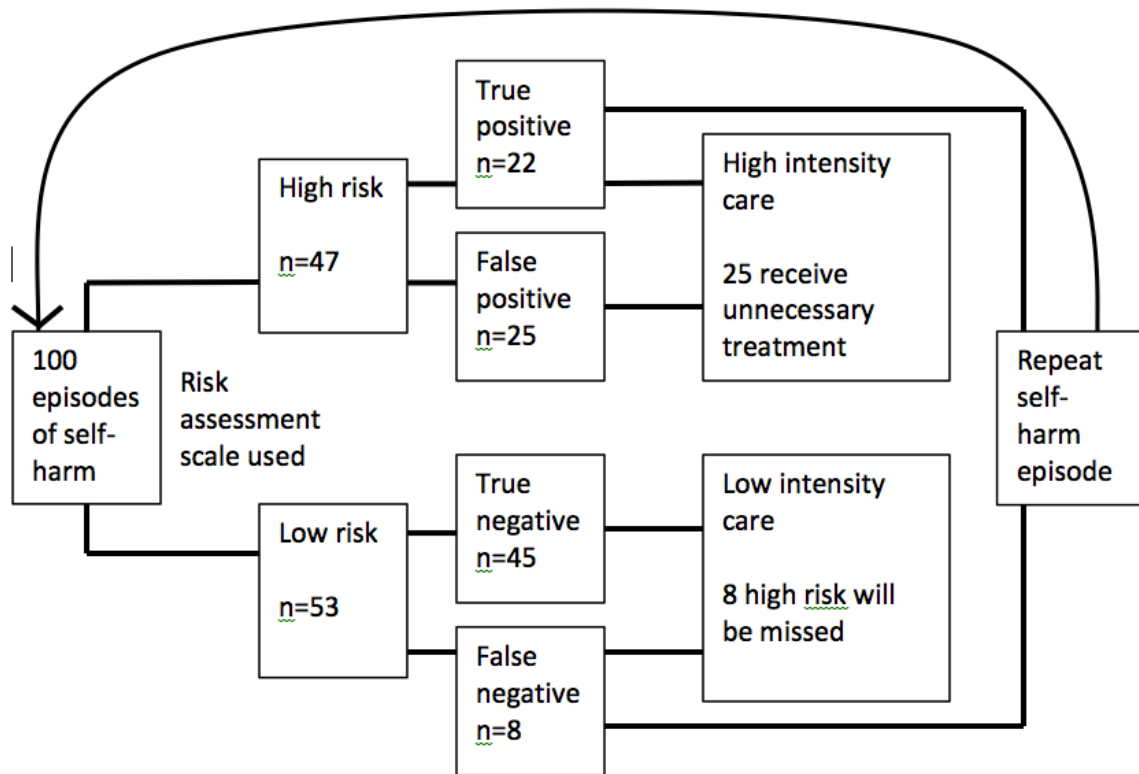 100
episodes
of self-
harm
Risk
assessment
scale used
High risk
n=47
True
positive
n=22
False
positive
n=25
High intensity
care
25 receive
unnecessary
treatment
Low risk
n=53
True
negative
n=45
False
negative
n=8
Low intensity
care
8 high risk will
be missed
Repeat
self-
harm
episode